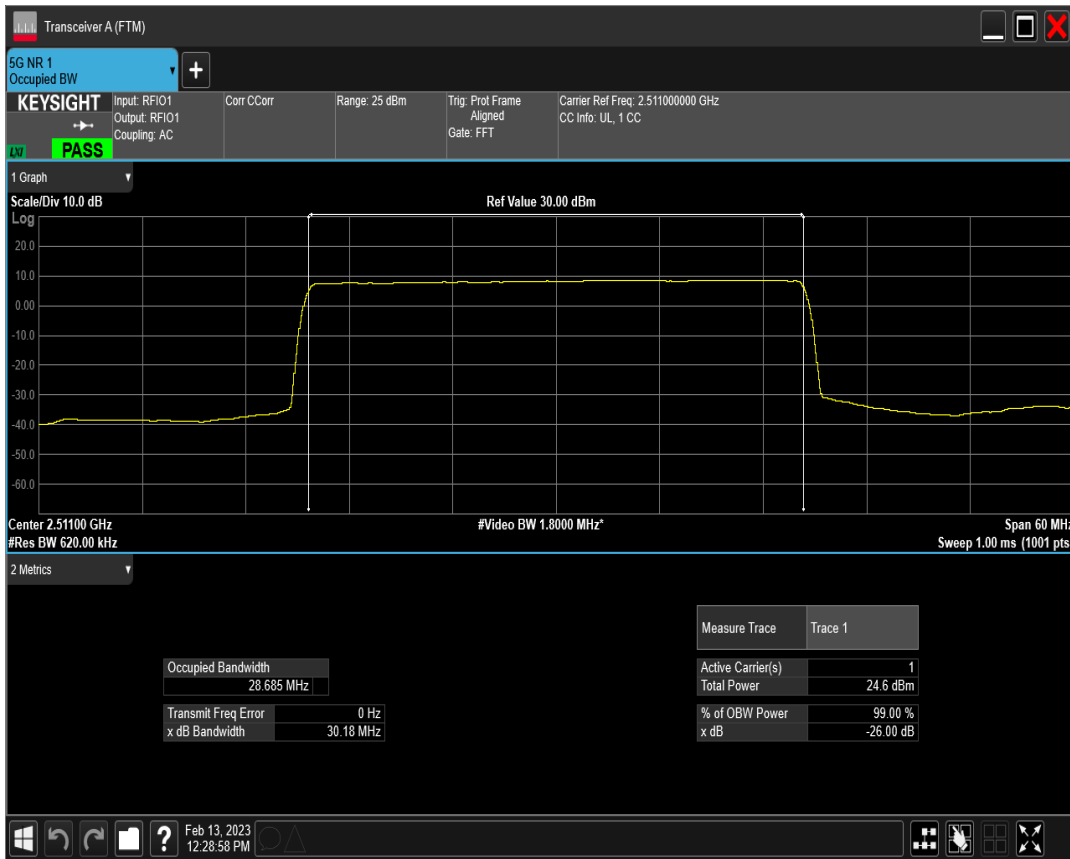 Transceiver A (FTM)
5G NR 1
Occupied BW
+
KEYSIGHT
LXI
PASS
Input: RFIO1
Output: RFIO1
Coupling: AC
Corr CCorr
Range: 25 dBm
Trig: Prot Frame
Aligned
Gate: FFT
Carrier Ref Freq: 2.511000000 GHz
CC Info: UL, 1 CC
1 Graph
Scale/Div 10.0 dB
Ref Value 30.00 dBm
Log
20.0
10.0
0.00
-10.0
-20.0
-30.0
-40.0
-50.0
-60.0
Center 2.51100 GHz
#Video BW 1.8000 MHz*
Span 60 MHz
#Res BW 620.00 kHz
Sweep 1.00 ms (1001 pts
2 Metrics
Measure Trace Trace 1
Occupied Bandwidth
28.685 MHz
Active Carrier(s) 1
Total Power 24.6 dBm
Transmit Freq Error 0 Hz
x dB Bandwidth 30.18 MHz
% of OBW Power 99.00 %
x dB -26.00 dB
?
Feb 13, 2023
12:28:58 PM